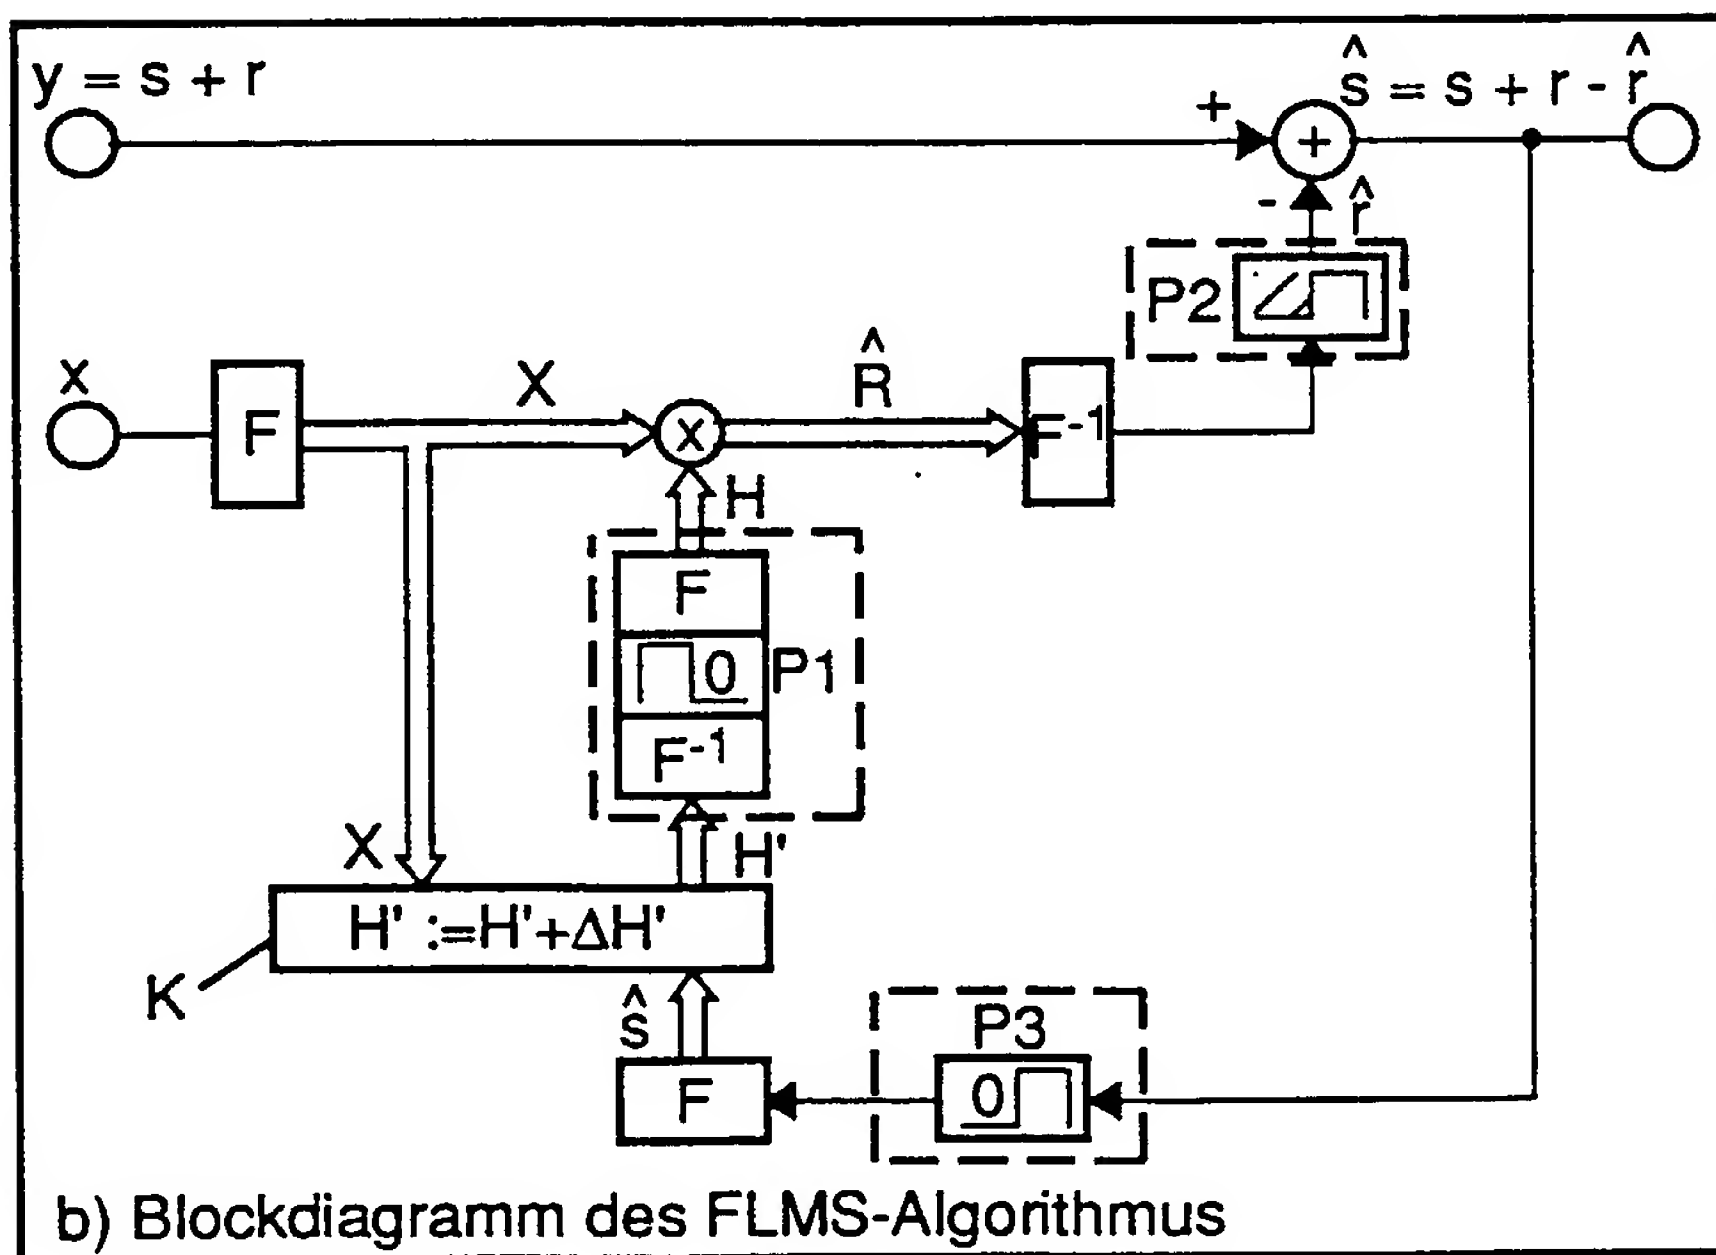 y = s + r
+
ŝ = s + r - r̂
+
-
r̂
P2
x
F
X
x
R̂
F⁻¹
H
F
0
P1
F⁻¹
X
H'
H' :=H'+ΔH'
K
ŝ
P3
F
0
b) Blockdiagramm des FLMS-Algorithmus